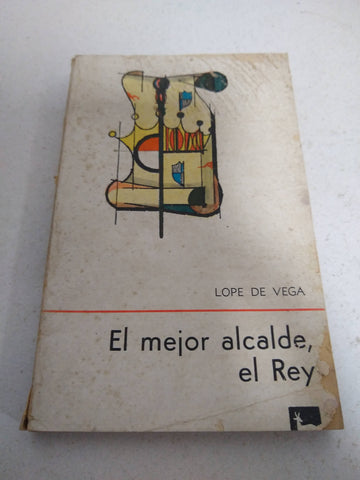 LOPE DE VEGA
El mejor alcalde,
el Rey